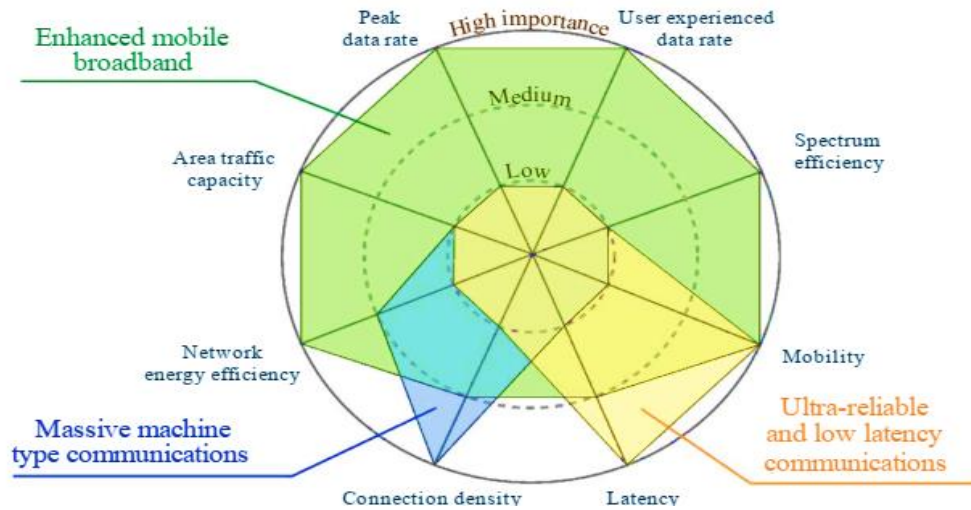 Peak
data rate
High importance
User experienced
data rate
Enhanced mobile
broadband
Medium
Area traffic
capacity
Low
Spectrum
efficiency
Network
energy efficiency
Mobility
Massive machine
type communications
Ultra-reliable
and low latency
communications
Connection density
Latency